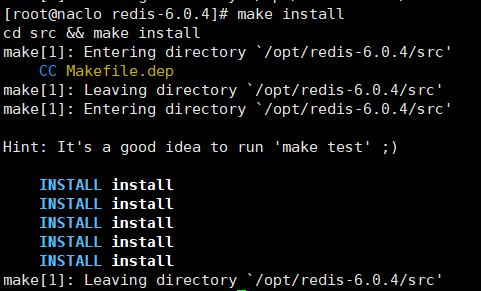 [root@naclo redis-6.0.4]# make install
cd src && make install
make[1]: Entering directory `/opt/redis-6.0.4/src'
    CC Makefile.dep
make[1]: Leaving directory `/opt/redis-6.0.4/src'
make[1]: Entering directory `/opt/redis-6.0.4/src'

Hint: It's a good idea to run 'make test' ;)

    INSTALL install
    INSTALL install
    INSTALL install
    INSTALL install
    INSTALL install
make[1]: Leaving directory `/opt/redis-6.0.4/src'